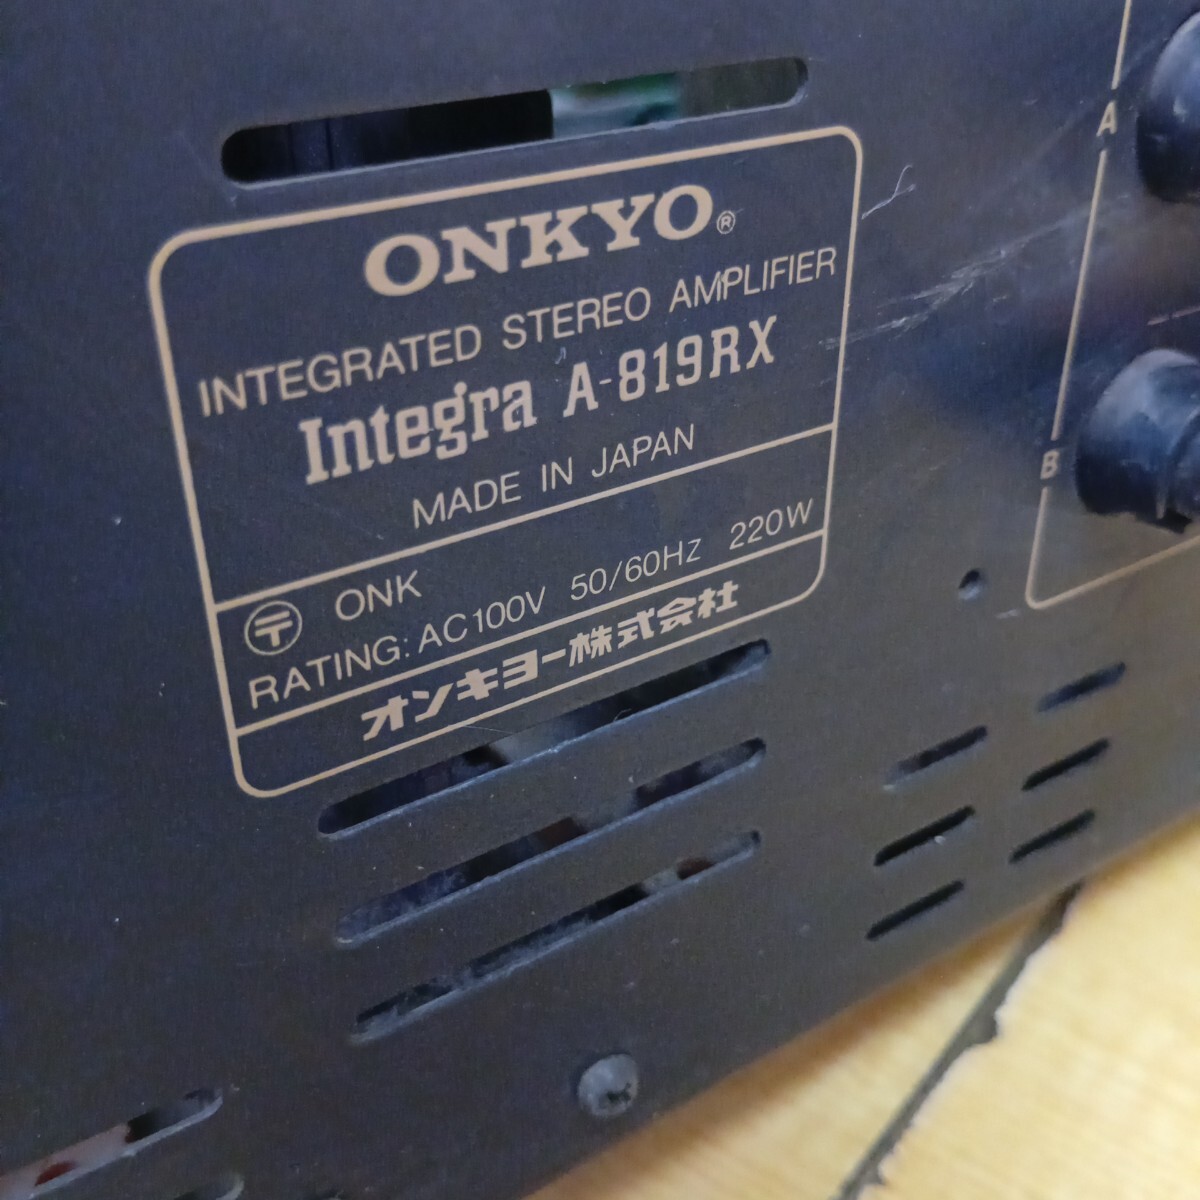 ONKYO®
INTEGRATED STEREO AMPLIFIER
Integra A-819RX
MADE IN JAPAN
〒 ONK
RATING: AC100V 50/60Hz 220W
オンキヨー株式会社
A
B